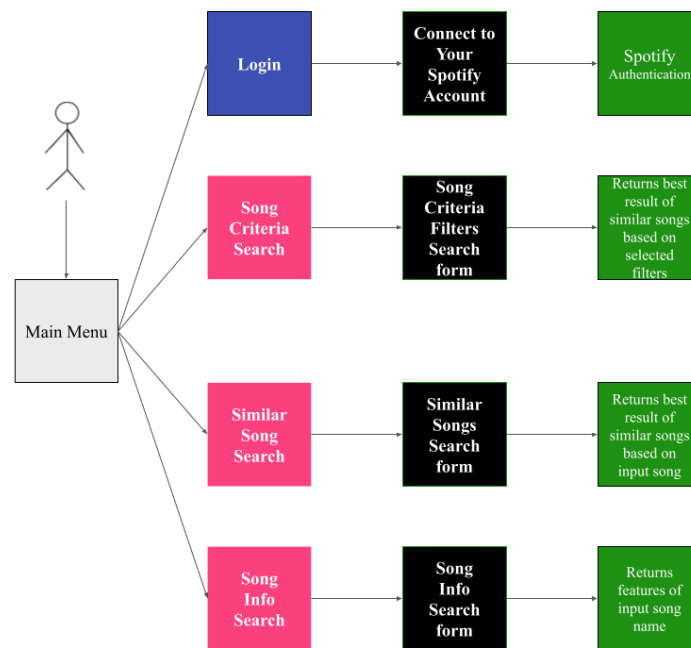 Login
Connect to
Your
Spotify
Account
Spotify
Authentication
Song
Criteria
Search
Song
Criteria
Filters
Search
form
Returns best
result of
similar songs
based on
selected
filters
Main Menu
Similar
Song
Search
Similar
Songs
Search
form
Returns best
result of
similar songs
based on
input song
Song
Info
Search
Song
Info
Search
form
Returns
features of
input song
name